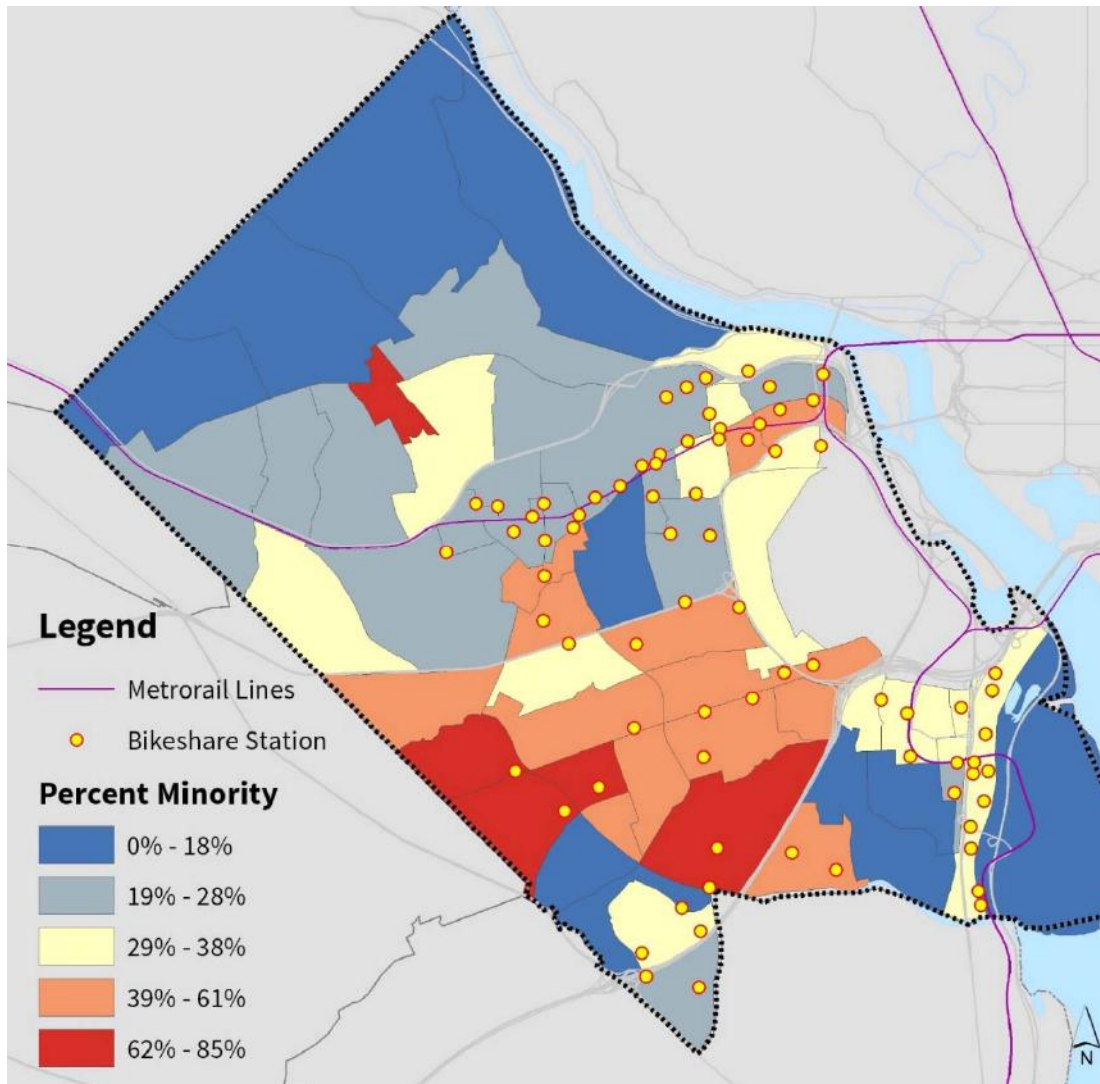 Legend
Metrorail Lines
Bikeshare Station
Percent Minority
0% - 18%
19% - 28%
29% - 38%
39% - 61%
62% - 85%
N